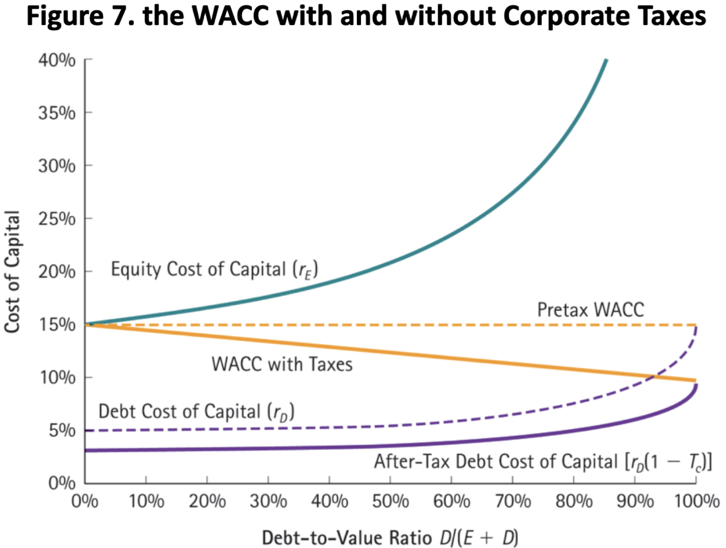 Figure 7. the WACC with and without Corporate Taxes
40%
35%
30%
25%
20%
15%
10%
5%
0%
Cost of Capital
Equity Cost of Capital (rE)
Pretax WACC
WACC with Taxes
Debt Cost of Capital (rD)
After-Tax Debt Cost of Capital [rD(1 − Tc)]
0% 10% 20% 30% 40% 50% 60% 70% 80% 90% 100%
Debt-to-Value Ratio D/(E + D)